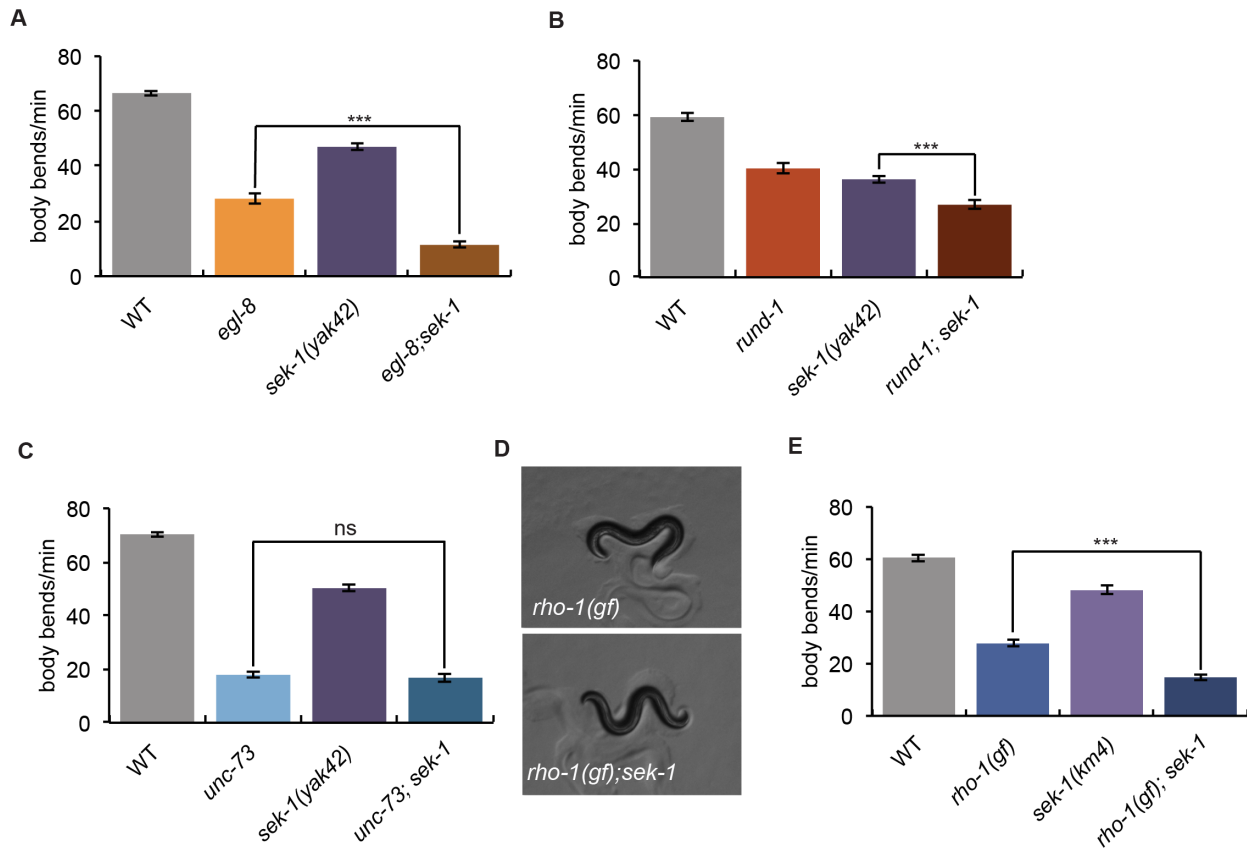 A
body bends/min
80
60
40
20
0
***
WT
egl-8
sek-1(yak42)
egl-8;sek-1
B
body bends/min
80
60
40
20
0
***
WT
rund-1
sek-1(yak42)
rund-1; sek-1
C
body bends/min
80
60
40
20
0
ns
WT
unc-73
sek-1(yak42)
unc-73; sek-1
D
rho-1(gf)
rho-1(gf);sek-1
E
body bends/min
80
60
40
20
0
***
WT
rho-1(gf)
sek-1(km4)
rho-1(gf); sek-1